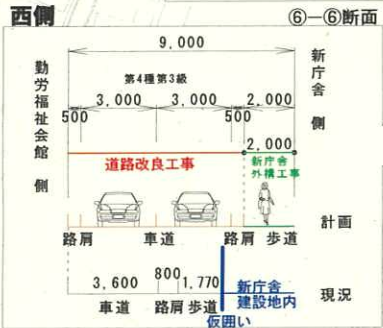 西側
⑥—⑥断面
9,000
勤労福祉会館 側
新庁舎 側
第4種第3級
3,000
3,000
2,000
500
500
2,000
道路改良工事
新庁舎
外構工事
計画
路肩
車道
路肩
歩道
3,600
800
1,770
新庁舎
建設地内
現況
車道
路肩
歩道
仮囲い